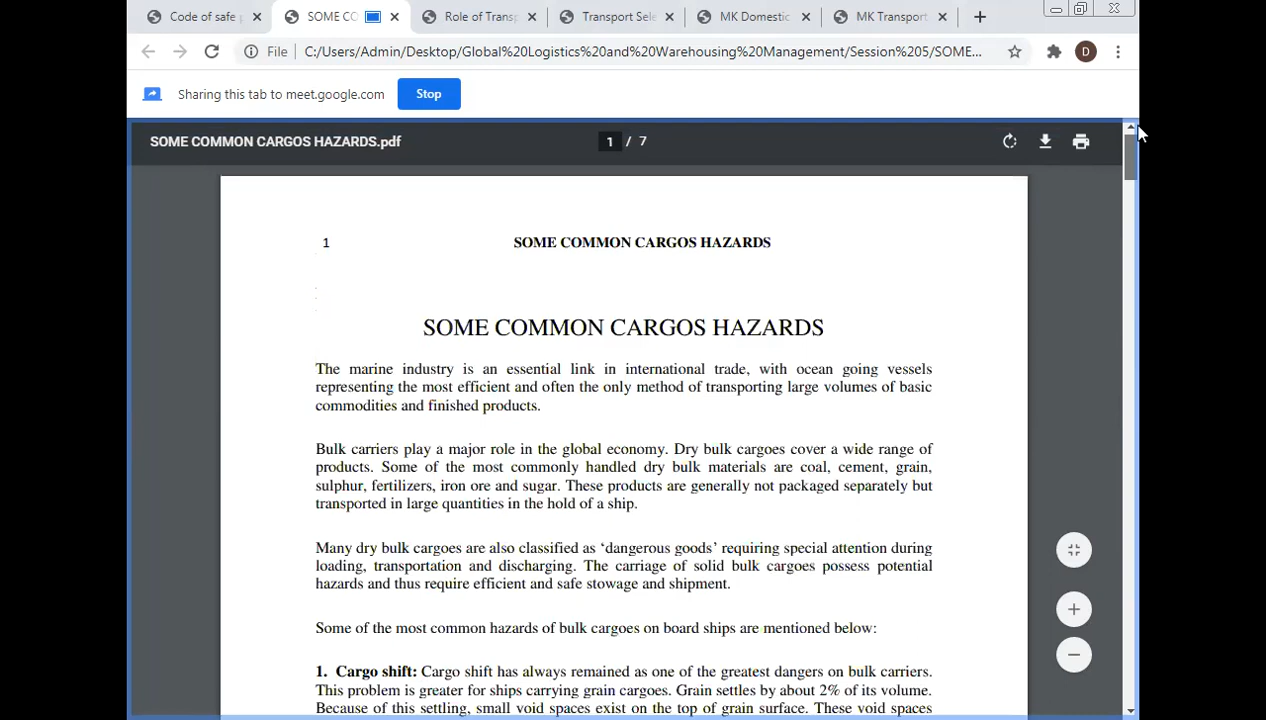 Code of safe
SOME CO
Role of Transp
Transport Sele
MK Domestic
MK Transport
File C:/Users/Admin/Desktop/Global%20Logistics%20and%20Warehousing%20Management/Session%205/SOME... D
Sharing this tab to meet.google.com Stop
SOME COMMON CARGOS HAZARDS.pdf 1 / 7
1 SOME COMMON CARGOS HAZARDS
SOME COMMON CARGOS HAZARDS
The marine industry is an essential link in international trade, with ocean going vessels
representing the most efficient and often the only method of transporting large volumes of basic
commodities and finished products.
Bulk carriers play a major role in the global economy. Dry bulk cargoes cover a wide range of
products. Some of the most commonly handled dry bulk materials are coal, cement, grain,
sulphur, fertilizers, iron ore and sugar. These products are generally not packaged separately but
transported in large quantities in the hold of a ship.
Many dry bulk cargoes are also classified as ‘dangerous goods’ requiring special attention during
loading, transportation and discharging. The carriage of solid bulk cargoes possess potential
hazards and thus require efficient and safe stowage and shipment.
Some of the most common hazards of bulk cargoes on board ships are mentioned below:
1. Cargo shift: Cargo shift has always remained as one of the greatest dangers on bulk carriers.
This problem is greater for ships carrying grain cargoes. Grain settles by about 2% of its volume.
Because of this settling, small void spaces exist on the top of grain surface. These void spaces